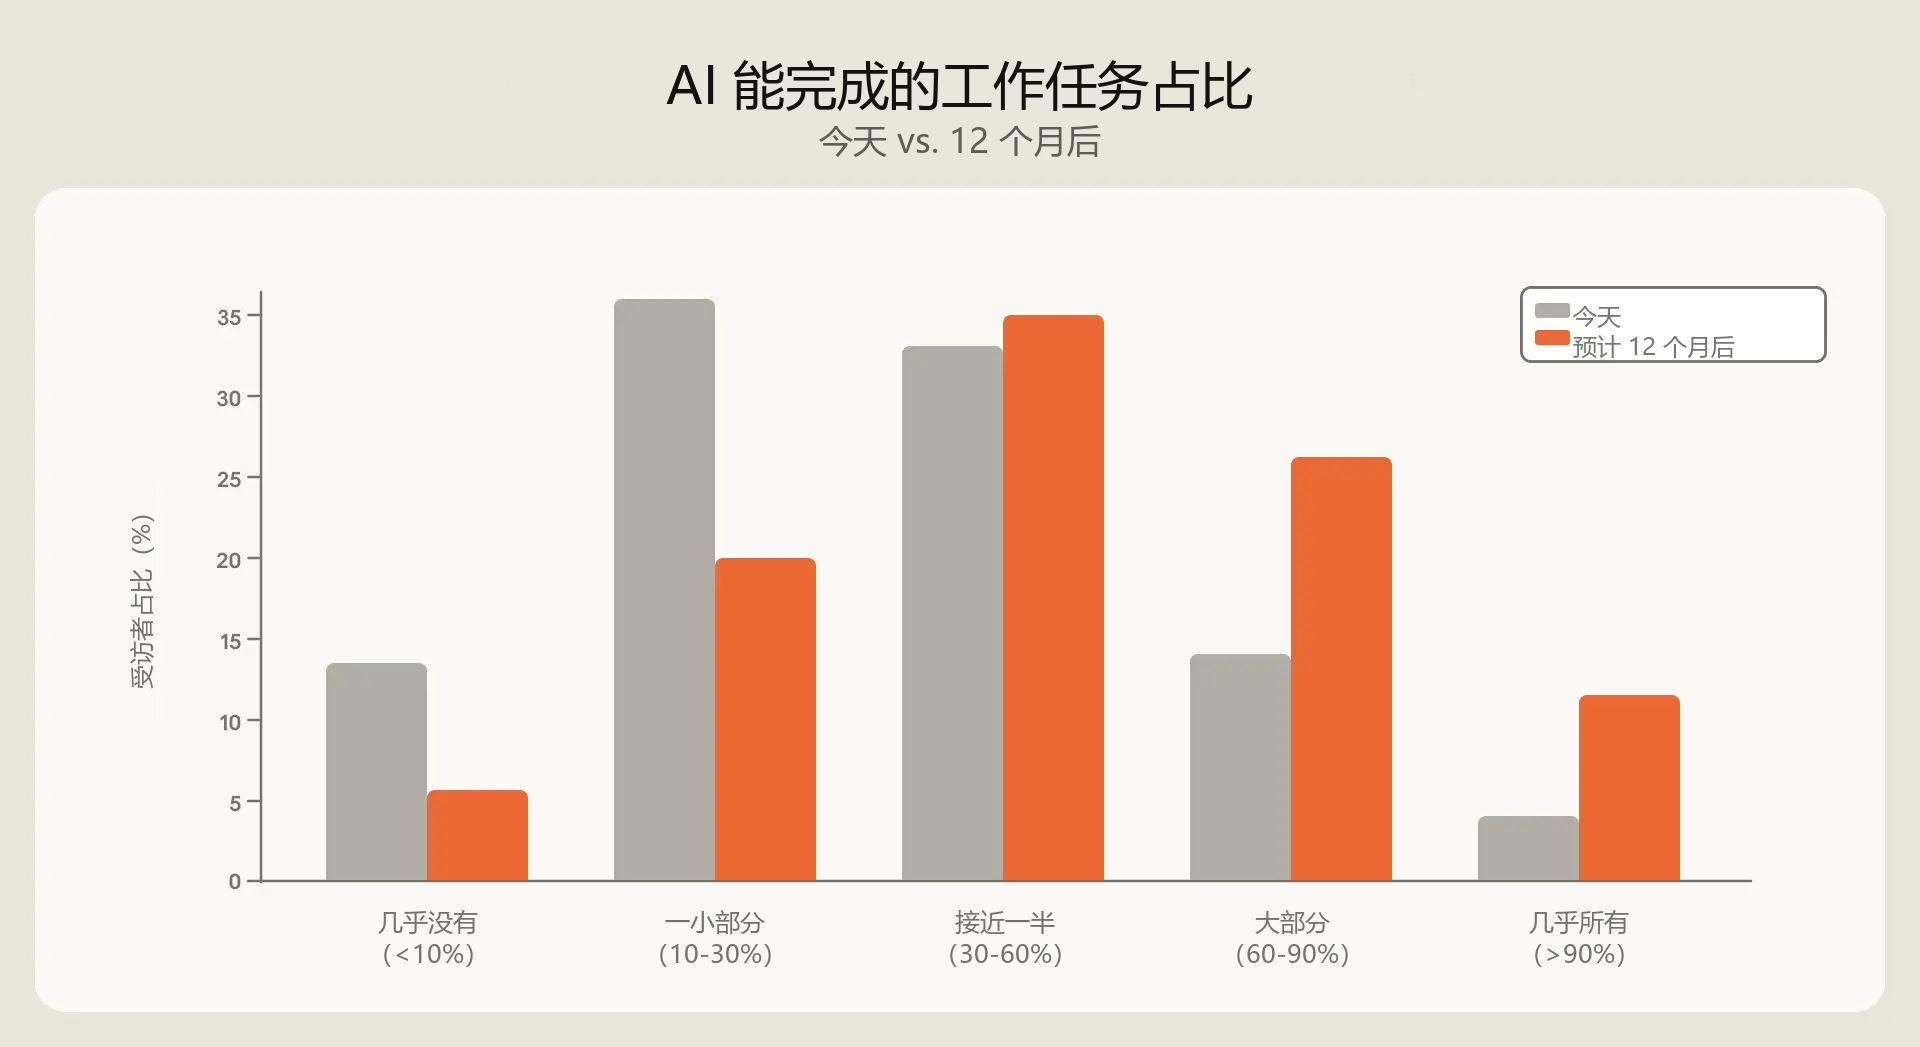 AI 能完成的工作任务占比
今天 vs. 12 个月后
今天
预计 12 个月后
受访者占比（%）
35
30
25
20
15
10
5
0
几乎没有
（<10%）
一小部分
（10-30%）
接近一半
（30-60%）
大部分
（60-90%）
几乎所有
（>90%）